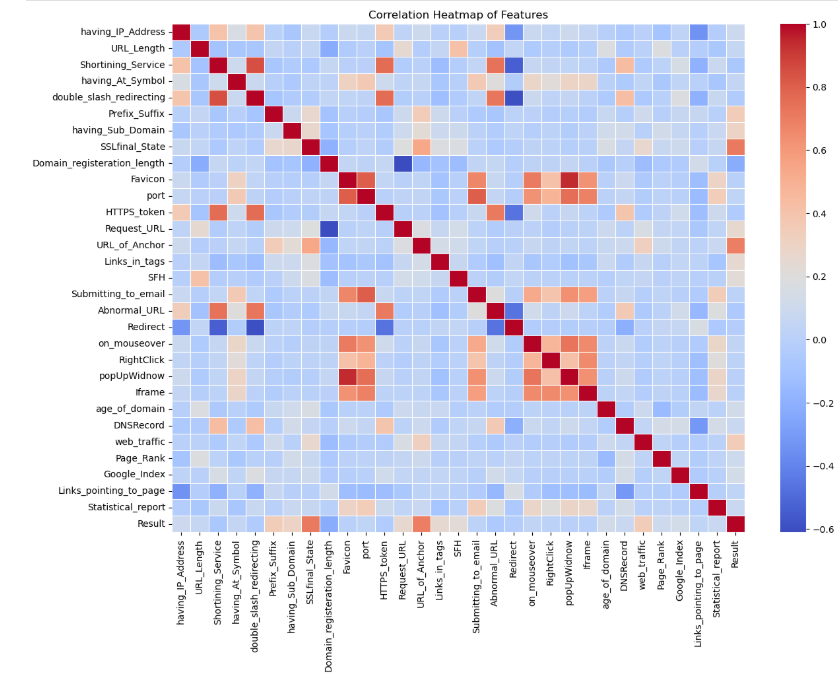 Correlation Heatmap of Features
having_IP_Address
URL_Length
Shortining_Service
having_At_Symbol
double_slash_redirecting
Prefix_Suffix
having_Sub_Domain
SSLfinal_State
Domain_registeration_length
Favicon
port
HTTPS_token
Request_URL
URL_of_Anchor
Links_in_tags
SFH
Submitting_to_email
Abnormal_URL
Redirect
on_mouseover
RightClick
popUpWidnow
Iframe
age_of_domain
DNSRecord
web_traffic
Page_Rank
Google_Index
Links_pointing_to_page
Statistical_report
Result
having_IP_Address
URL_Length
Shortining_Service
having_At_Symbol
double_slash_redirecting
Prefix_Suffix
having_Sub_Domain
SSLfinal_State
Domain_registeration_length
Favicon
port
HTTPS_token
Request_URL
URL_of_Anchor
Links_in_tags
SFH
Submitting_to_email
Abnormal_URL
Redirect
on_mouseover
RightClick
popUpWidnow
Iframe
age_of_domain
DNSRecord
web_traffic
Page_Rank
Google_Index
Links_pointing_to_page
Statistical_report
Result
1.0
0.8
0.6
0.4
0.2
0.0
−0.2
−0.4
−0.6